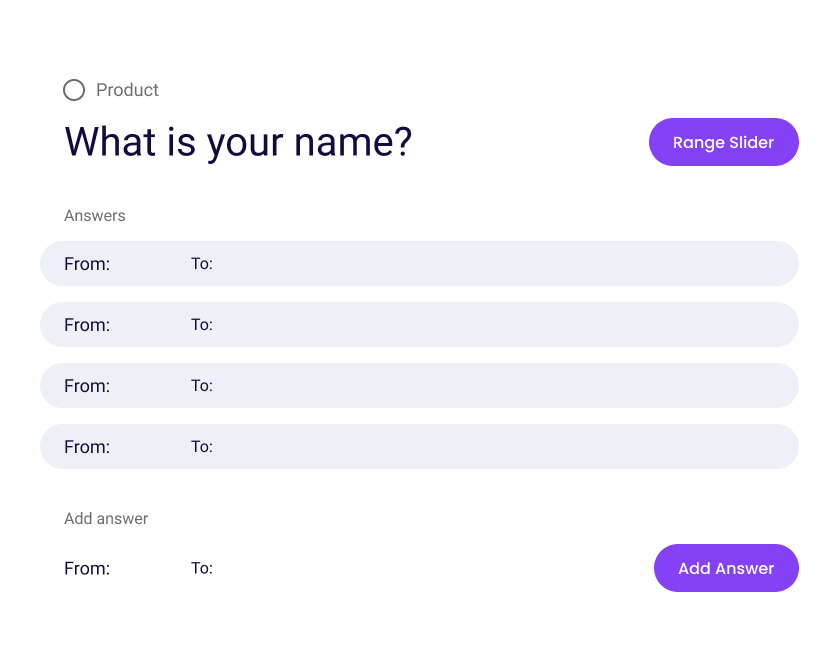 Product
What is your name?
Range Slider
Answers
From: To:
From: To:
From: To:
From: To:
Add answer
From: To:
Add Answer